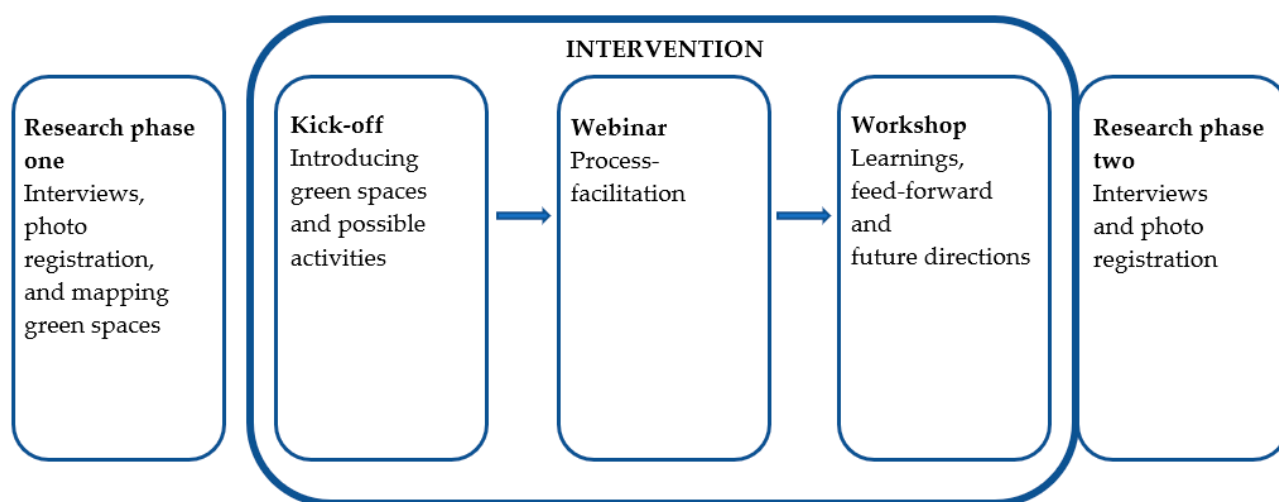 INTERVENTION
Research phase
one
Interviews,
photo
registration,
and mapping
green spaces
Kick-off
Introducing
green spaces
and possible
activities
Webinar
Process-
facilitation
Workshop
Learnings,
feed-forward
and
future directions
Research phase
two
Interviews
and photo
registration